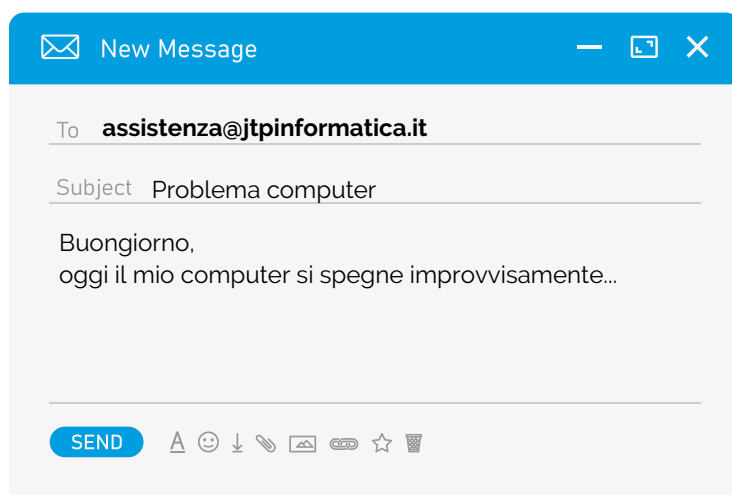 New Message
To assistenza@jtpinformatica.it
Subject Problema computer
Buongiorno,
oggi il mio computer si spegne improvvisamente...
SEND A